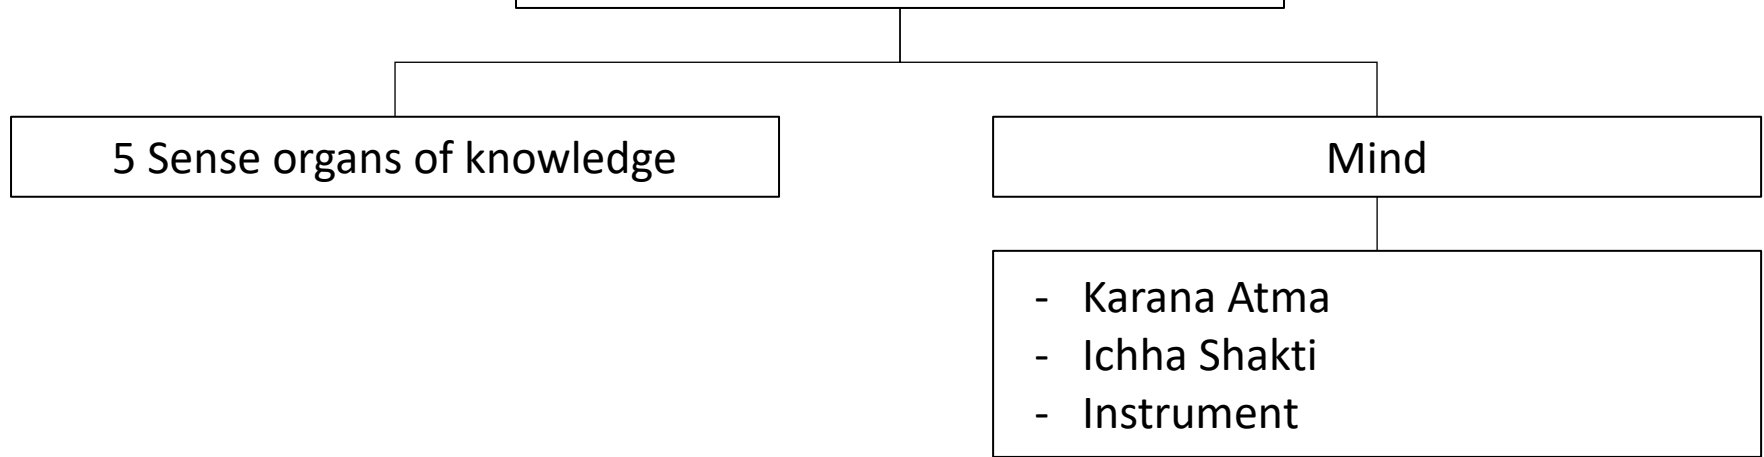 5 Sense organs of knowledge
Mind
- Karana Atma
- Ichha Shakti
- Instrument